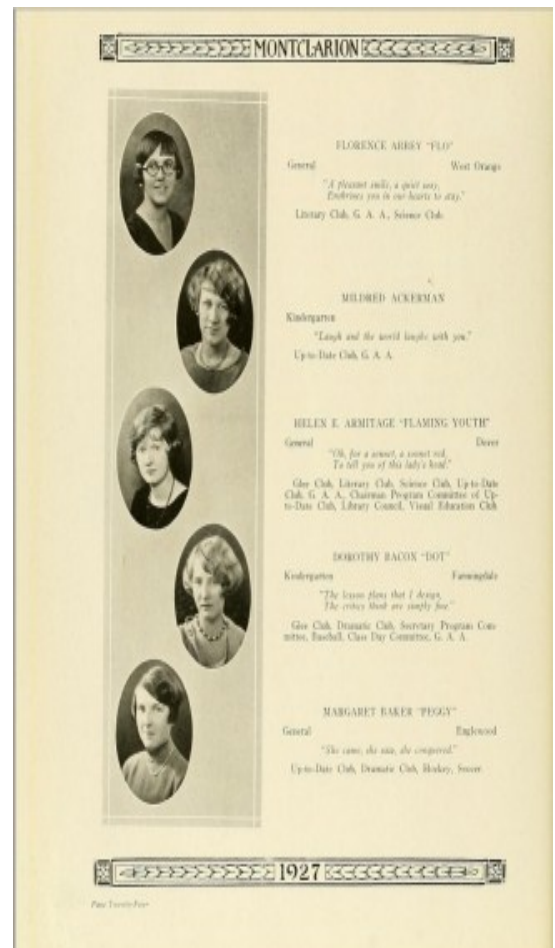 MONTCLARION
FLORENCE ABBEY "FLO"
General West Orange
"A pleasant smile, a quiet way,
Enshrines you in our hearts to stay."
Literary Club, G. A. A., Science Club
MILDRED ACKERMAN
Kindergarten
"Laugh and the world laughs with you."
Up-to-Date Club, G. A. A.
HELEN E. ARMITAGE "FLAMING YOUTH"
General Dover
"Oh, for a sonnet, a sonnet red,
To tell you of this lady's head."
Glee Club, Literary Club, Science Club, Up-to-Date
Club, G. A. A., Chairman Program Committee of Up-
to-Date Club, Library Council, Visual Education Club
DOROTHY BACON "DOT"
Kindergarten Farmingdale
"The lesson plans that I design,
The critics think are simply fine."
Glee Club, Dramatic Club, Secretary Program Com-
mittee, Baseball, Class Day Committee, G. A. A.
MARGARET BAKER "PEGGY"
General Englewood
"She came, she saw, she conquered."
Up-to-Date Club, Dramatic Club, Hockey, Soccer
1927
Page Twenty-Four